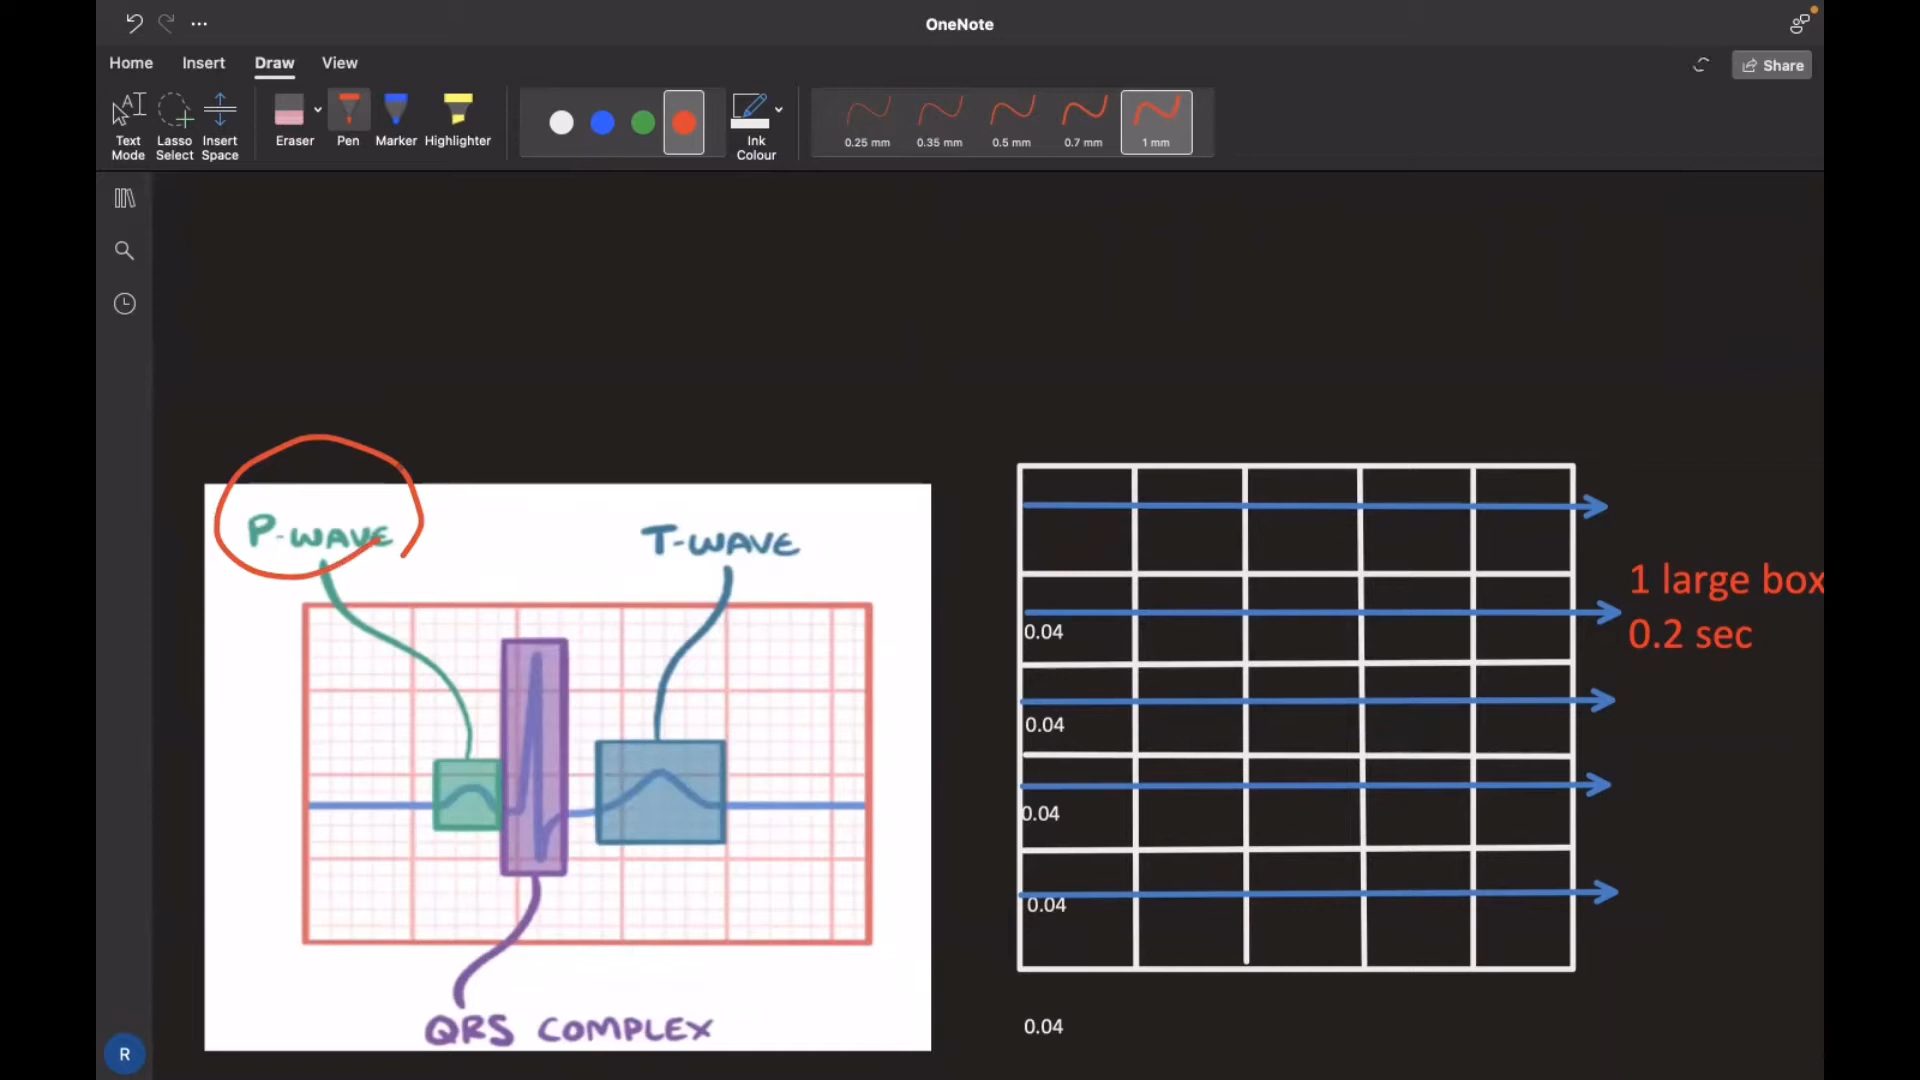 OneNote
Home Insert Draw View
Share
Text Mode
Lasso Select
Insert Space
Eraser
Pen
Marker
Highlighter
Ink Colour
0.25 mm
0.35 mm
0.5 mm
0.7 mm
1 mm
P-WAVE
T-WAVE
QRS COMPLEX
1 large box
0.2 sec
0.04
0.04
0.04
0.04
0.04
R